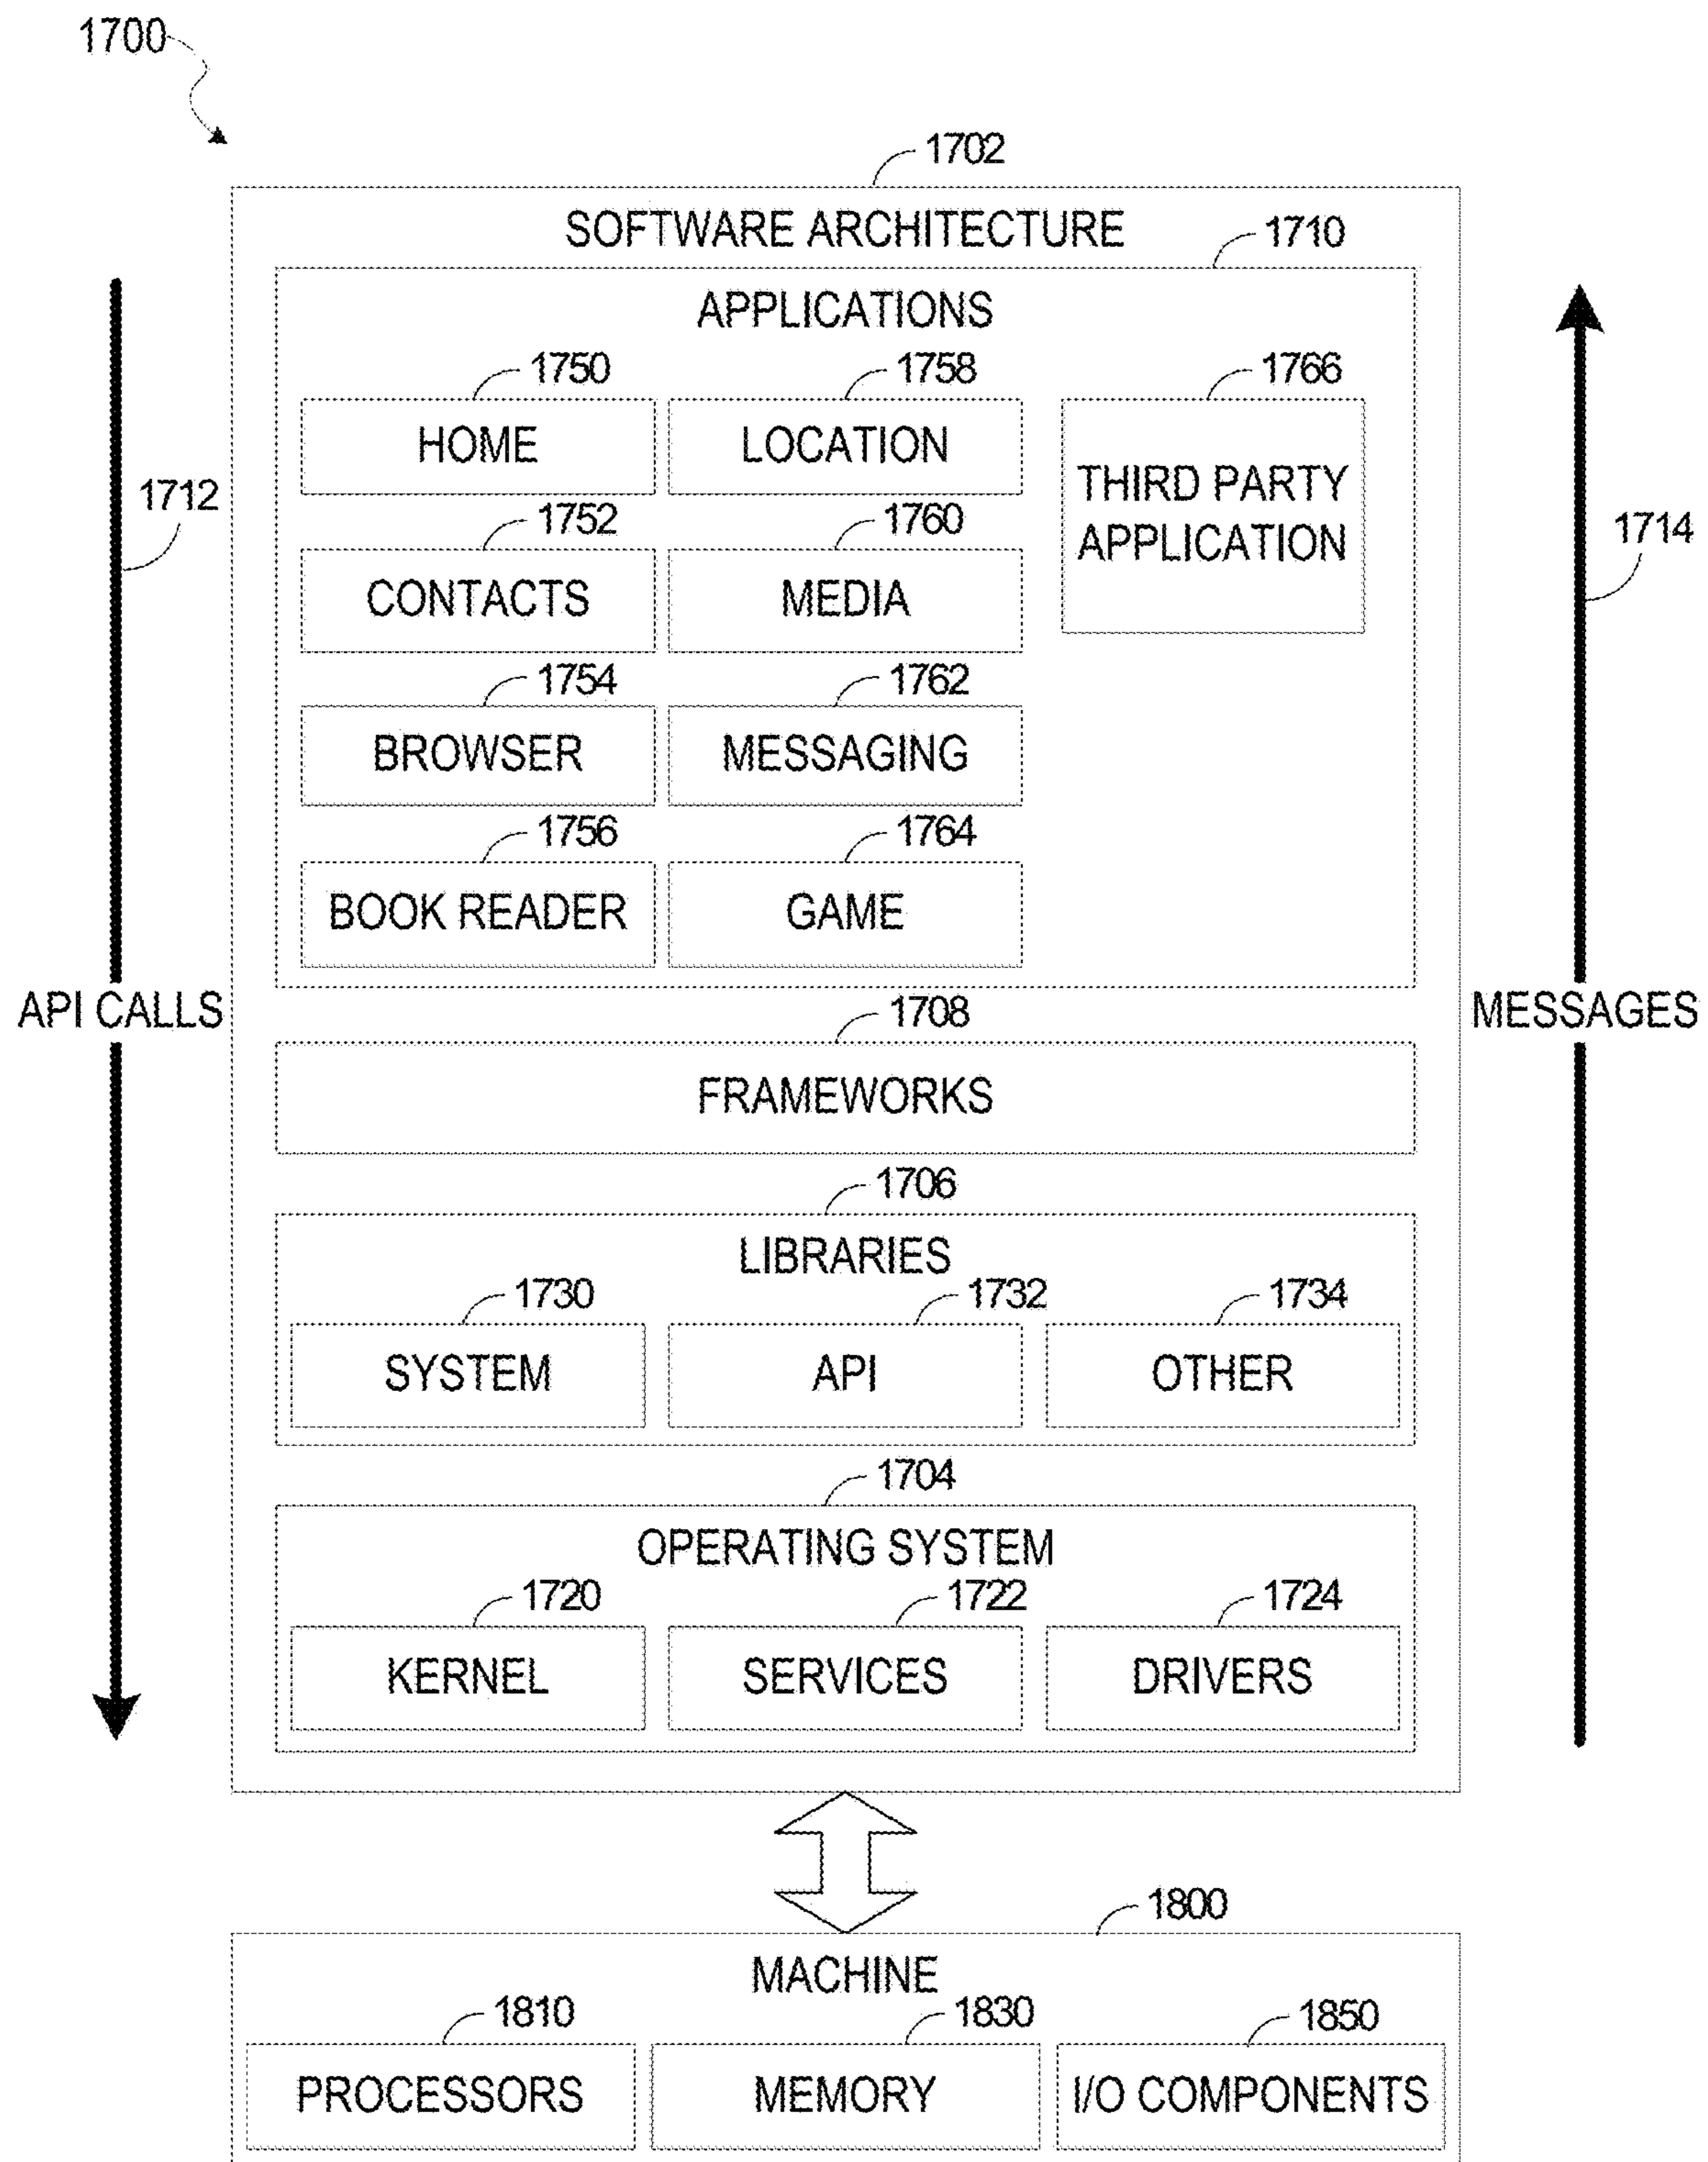 1700
1702
SOFTWARE ARCHITECTURE
1710
APPLICATIONS
1750
1758
1766
HOME
LOCATION
THIRD PARTY
APPLICATION
1712
1714
1752
1760
CONTACTS
MEDIA
1754
1762
BROWSER
MESSAGING
1756
1764
BOOK READER
GAME
API CALLS
MESSAGES
1708
FRAMEWORKS
1706
LIBRARIES
1730
1732
1734
SYSTEM
API
OTHER
1704
OPERATING SYSTEM
1720
1722
1724
KERNEL
SERVICES
DRIVERS
1800
MACHINE
1810
1830
1850
PROCESSORS
MEMORY
I/O COMPONENTS